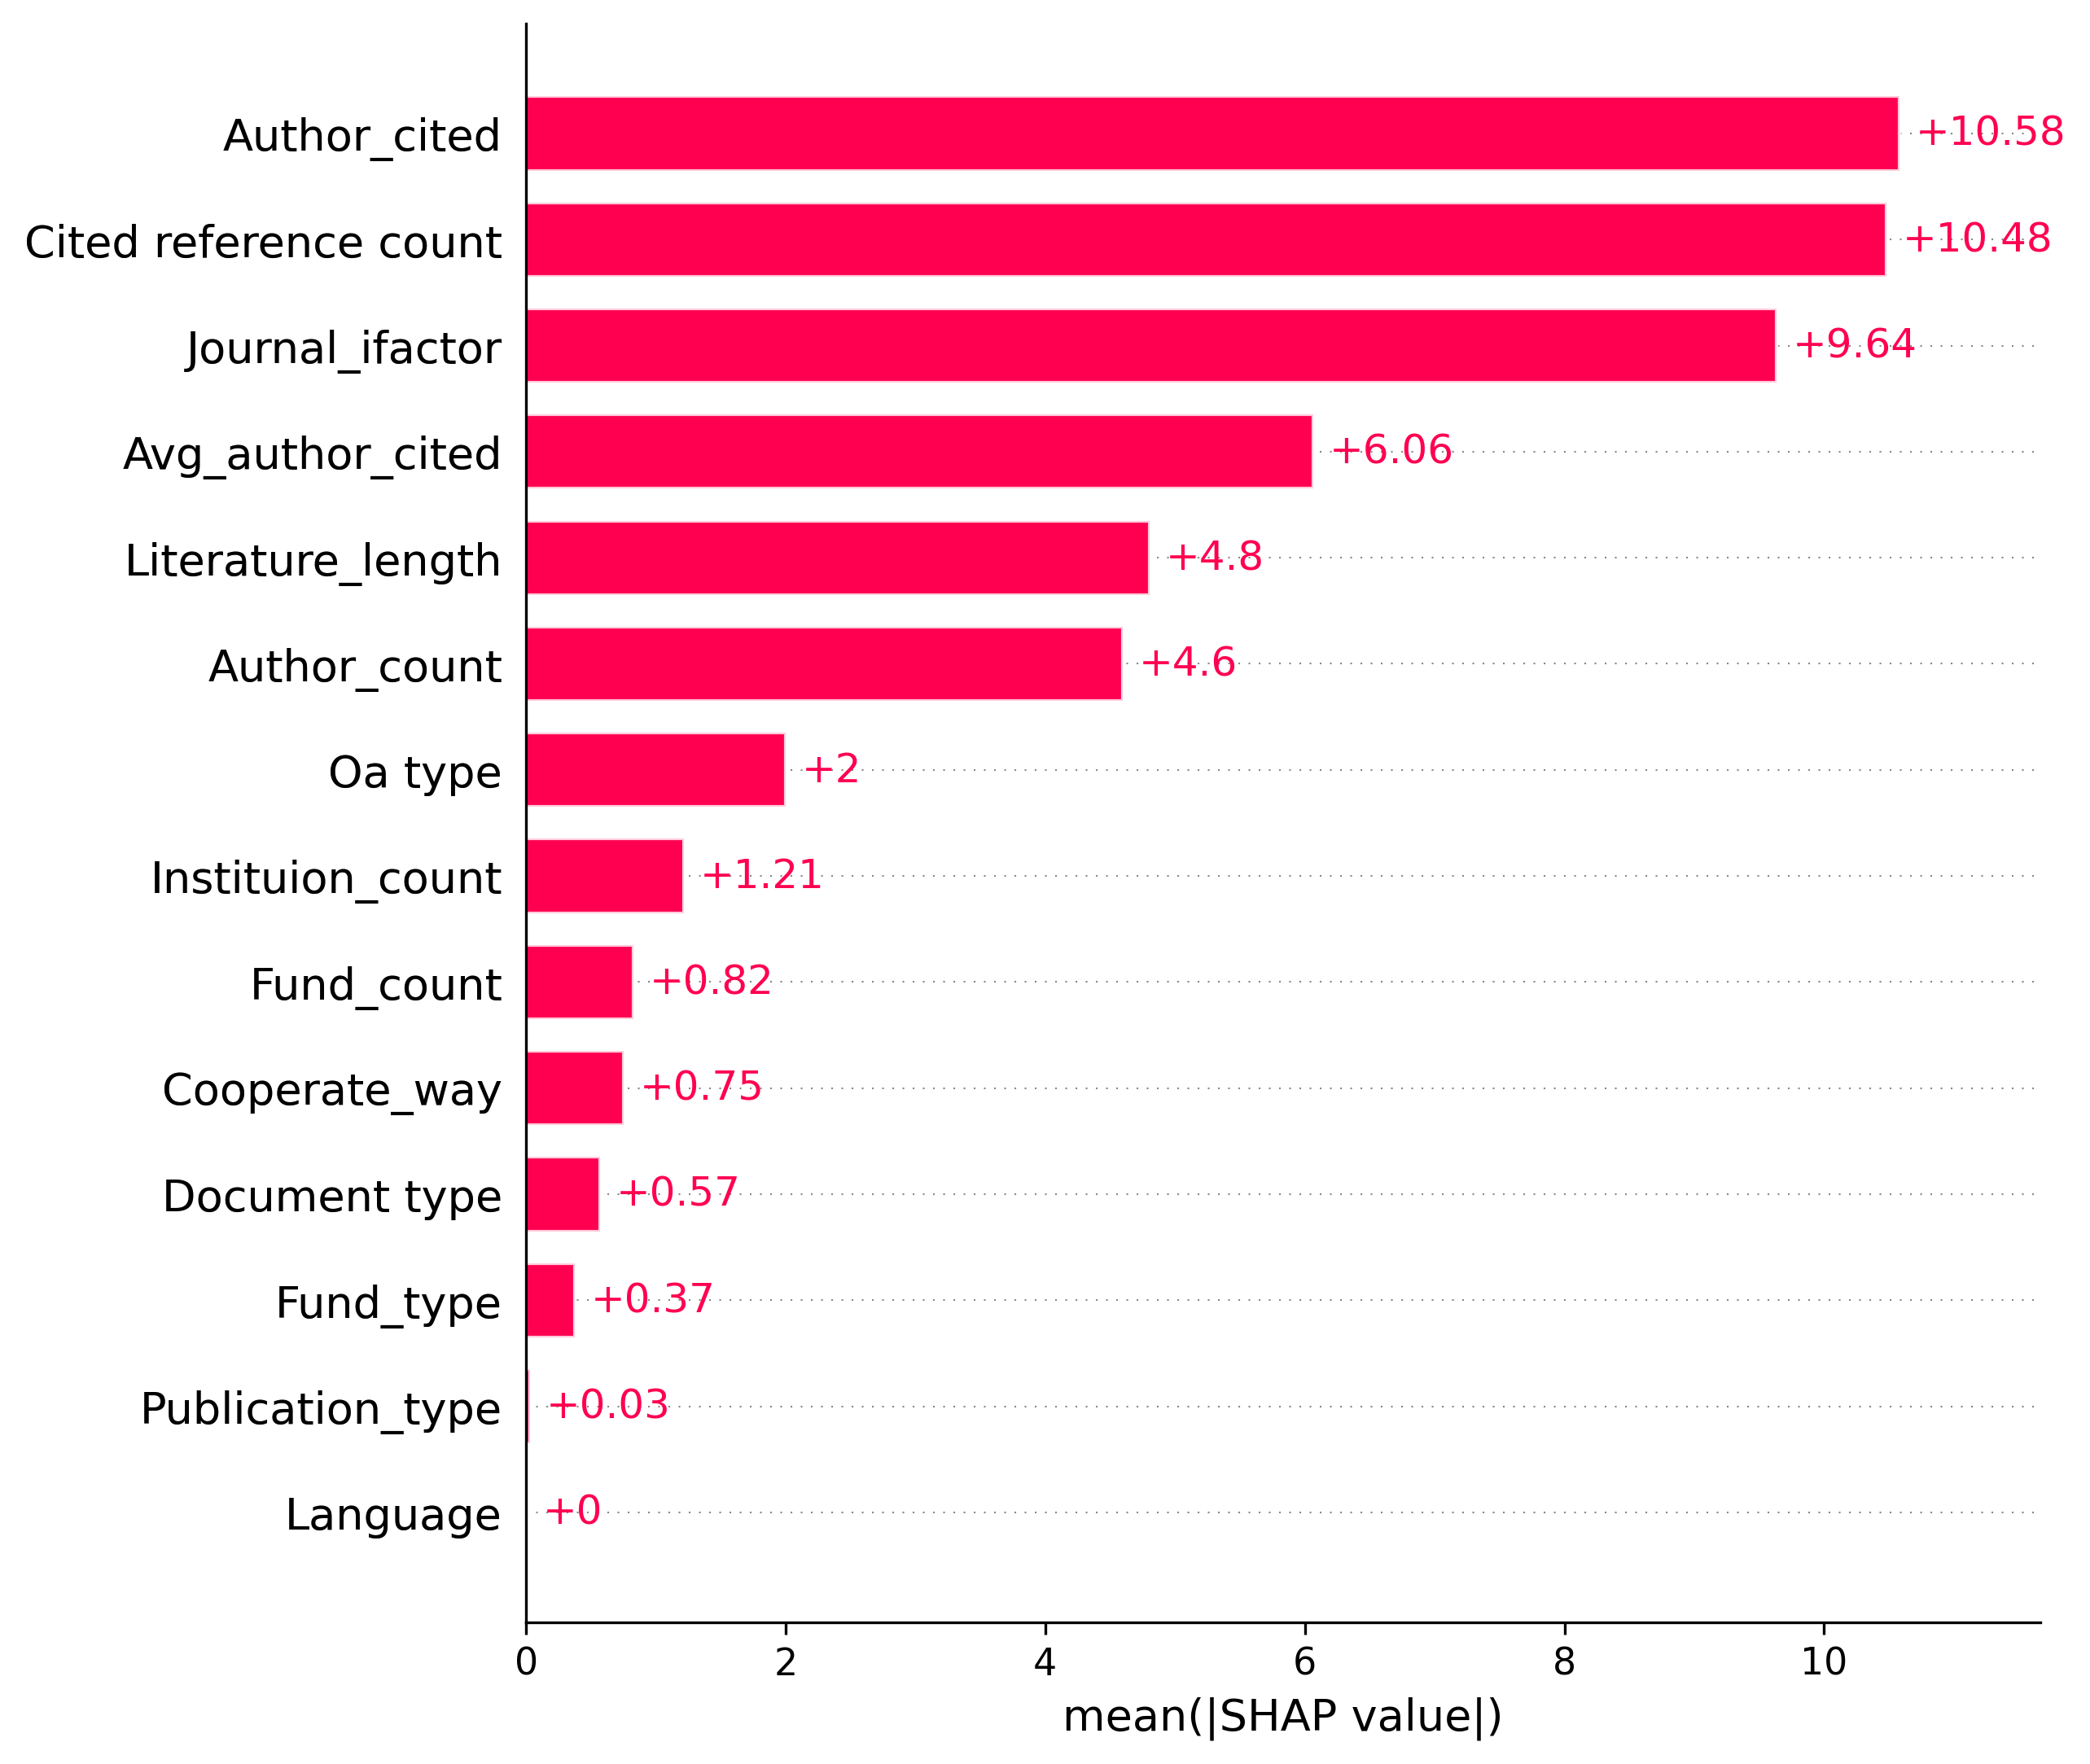 Author_cited +10.58
Cited reference count +10.48
Journal_ifactor +9.64
Avg_author_cited +6.06
Literature_length +4.8
Author_count +4.6
Oa type +2
Instituion_count +1.21
Fund_count +0.82
Cooperate_way +0.75
Document type +0.57
Fund_type +0.37
Publication_type +0.03
Language +0
0 2 4 6 8 10
mean(|SHAP value|)